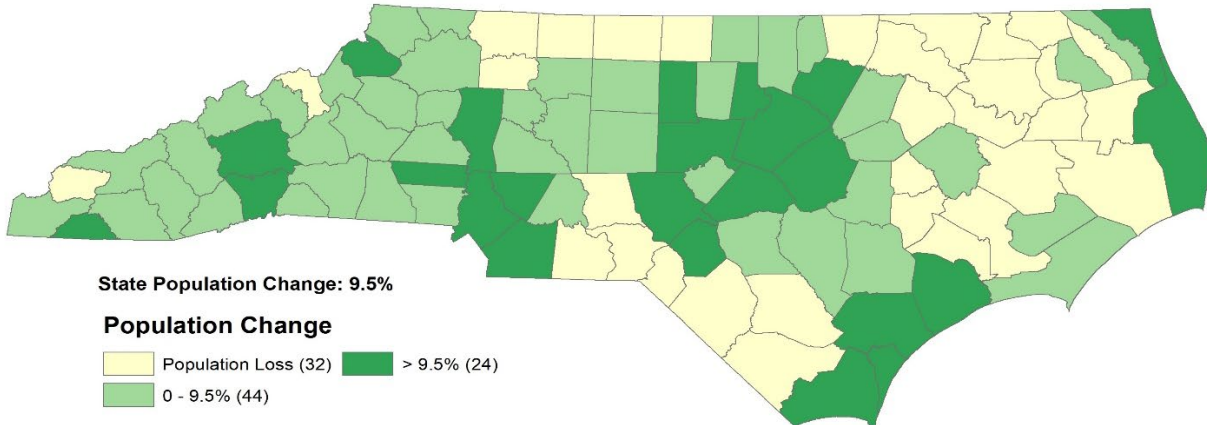 State Population Change: 9.5%
Population Change
Population Loss (32)
> 9.5% (24)
0 - 9.5% (44)